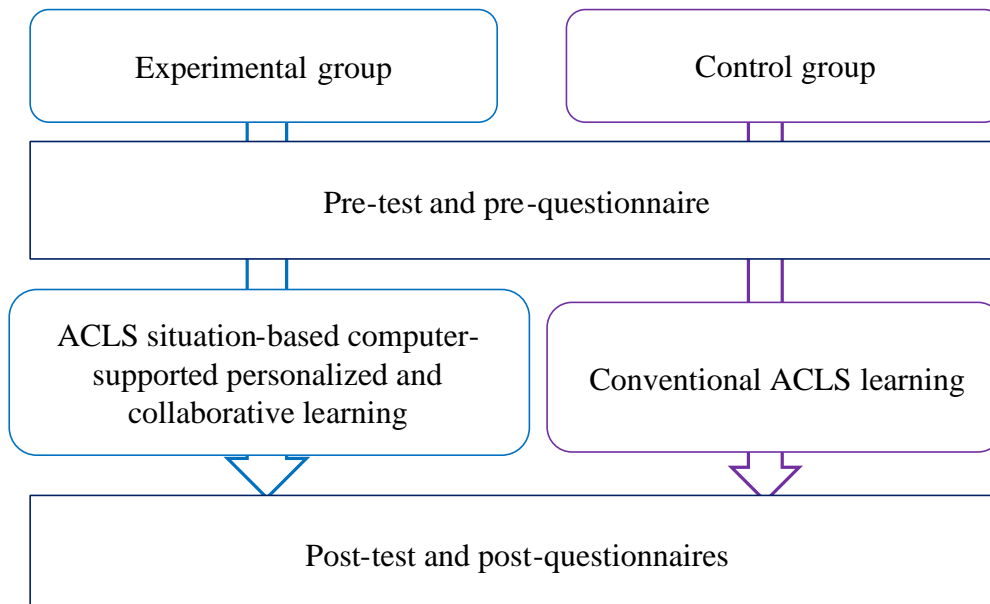 Experimental group
Control group
Pre-test and pre-questionnaire
ACLS situation-based computer-
supported personalized and
collaborative learning
Conventional ACLS learning
Post-test and post-questionnaires